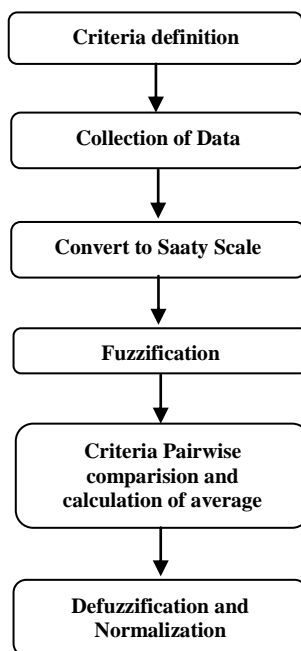 Criteria definition
Collection of Data
Convert to Saaty Scale
Fuzzification
Criteria Pairwise
comparision and
calculation of average
Defuzzification and
Normalization